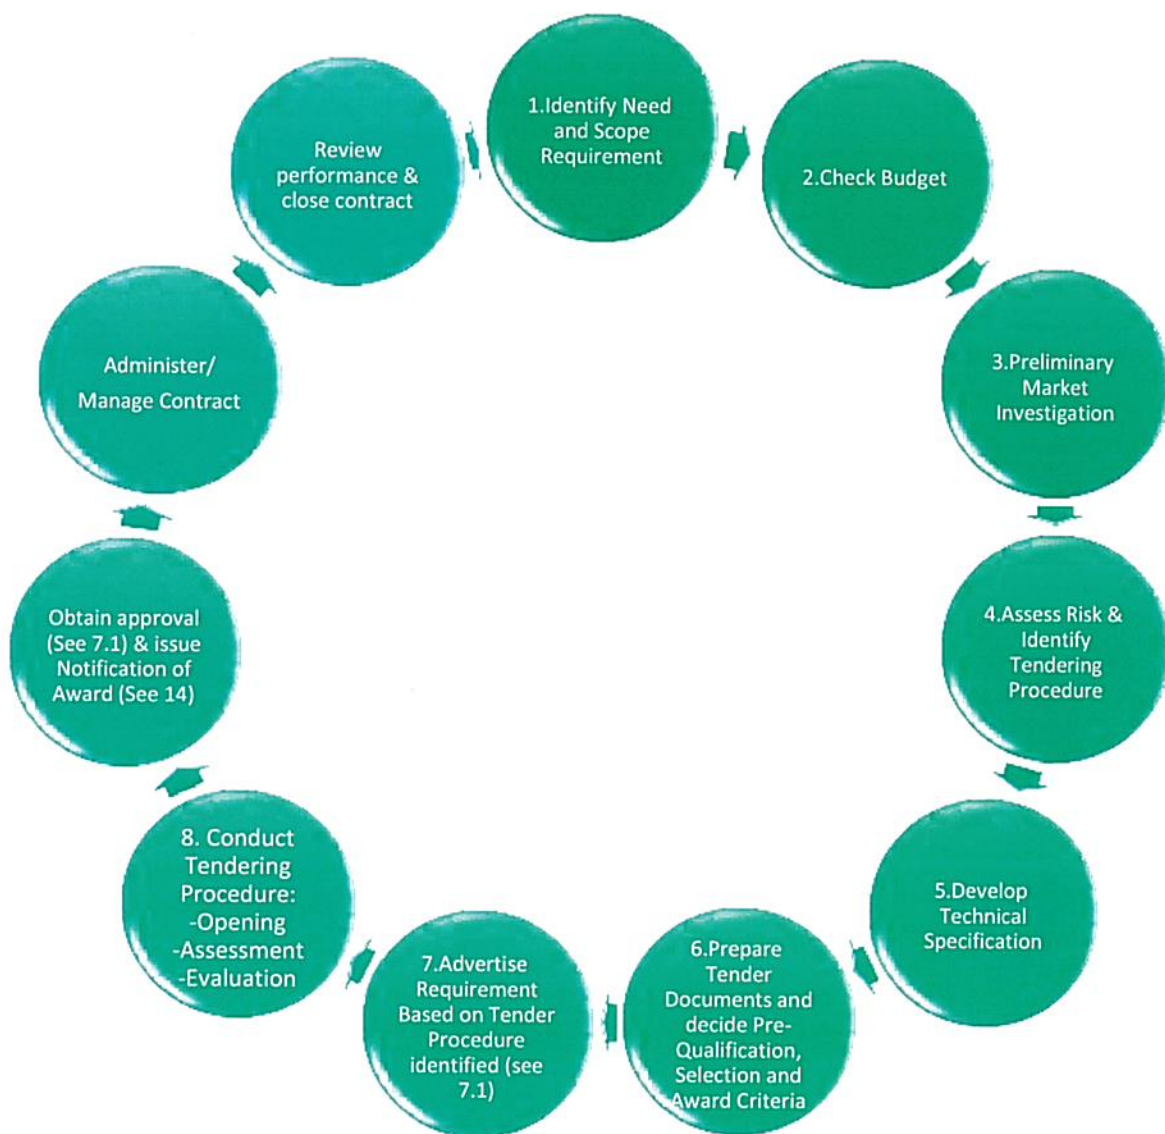 1.Identify Need
and Scope
Requirement
2.Check Budget
3.Preliminary
Market
Investigation
4.Assess Risk &
Identify
Tendering
Procedure
5.Develop
Technical
Specification
6.Prepare
Tender
Documents and
decide Pre-
Qualification,
Selection and
Award Criteria
7.Advertise
Requirement
Based on Tender
Procedure
identified (see
7.1)
8. Conduct
Tendering
Procedure:
-Opening
-Assessment
-Evaluation
Obtain approval
(See 7.1) & issue
Notification of
Award (See 14)
Administer/
Manage Contract
Review
performance &
close contract